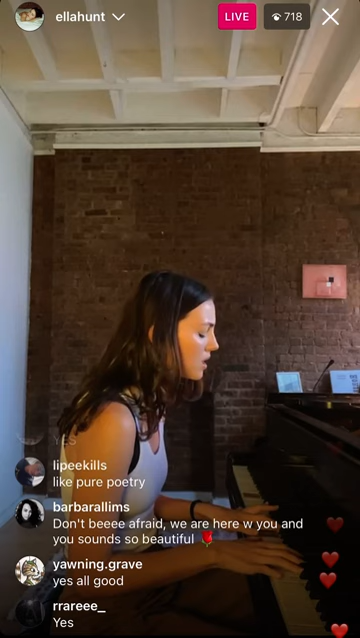 ellahunt
LIVE
718
YES
lipeekills
like pure poetry
barbarallims
Don't beeee afraid, we are here w you and
you sounds so beautiful 🌹
yawning.grave
yes all good
rrareee_
Yes